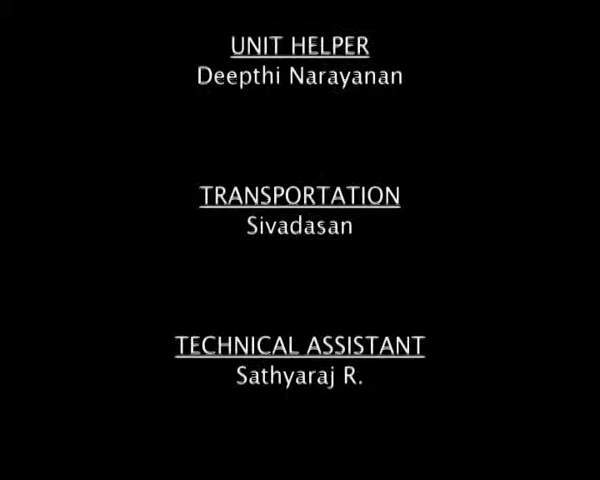 UNIT HELPER
Deepthi Narayanan
TRANSPORTATION
Sivadasan
TECHNICAL ASSISTANT
Sathyaraj R.